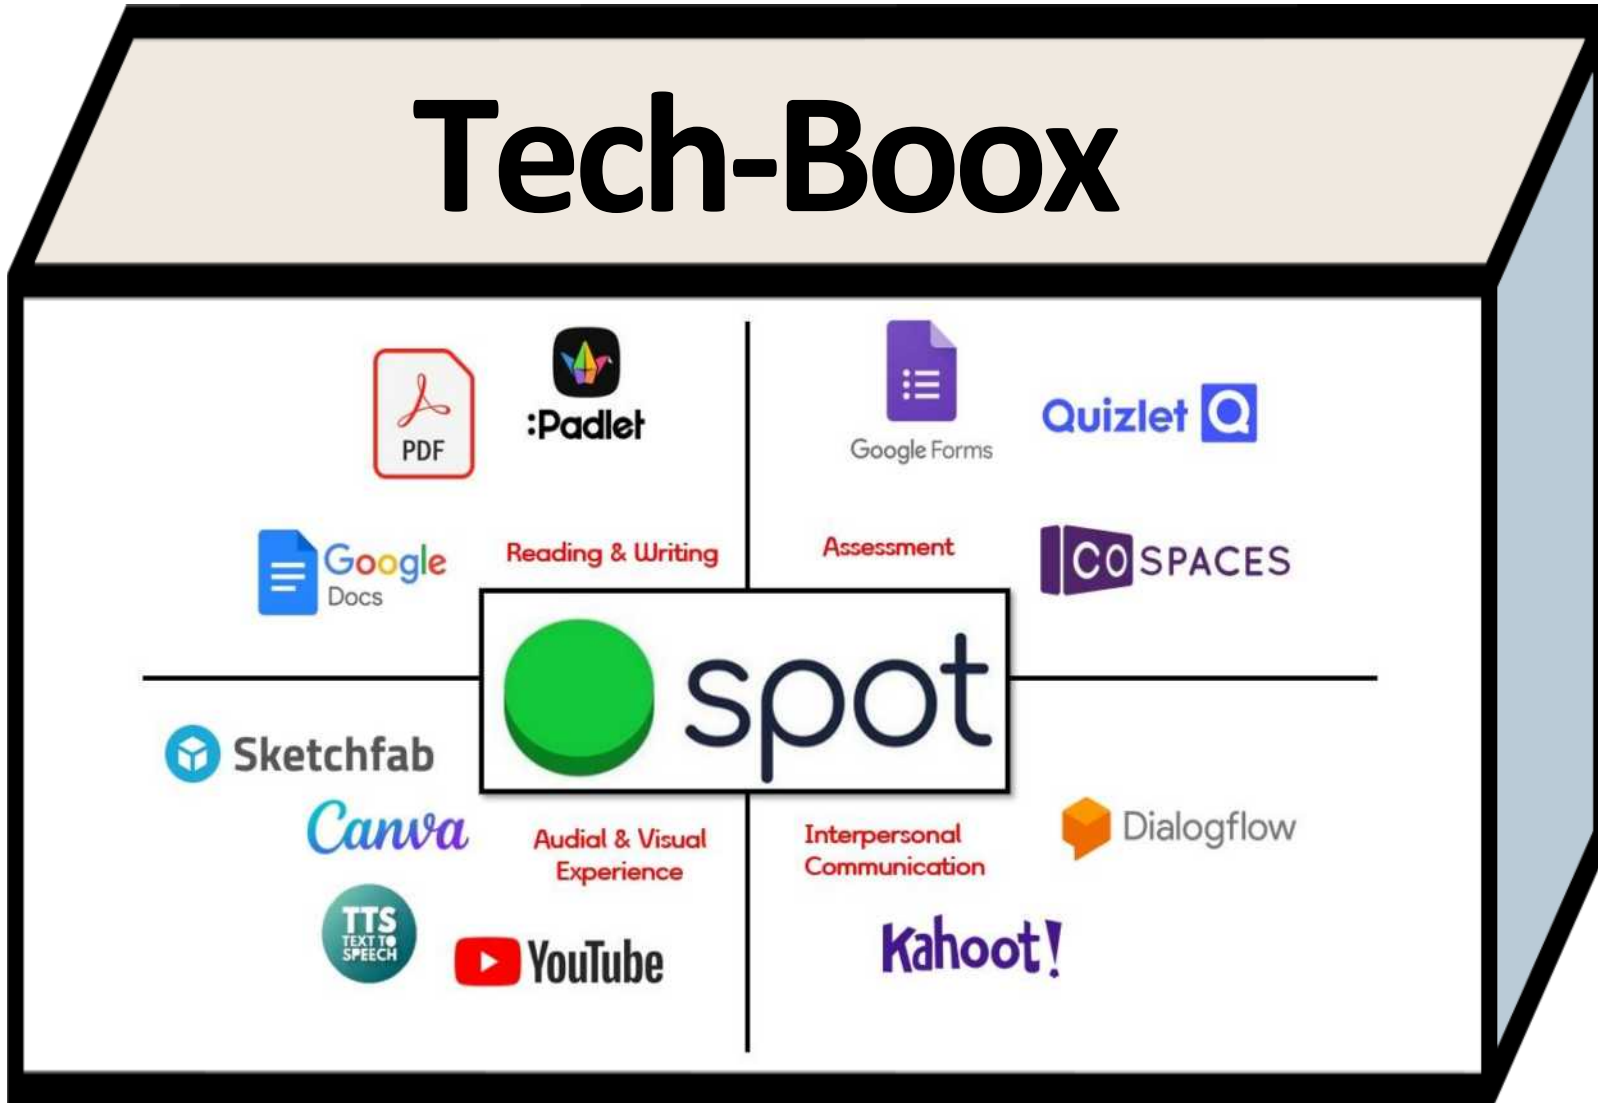 Tech-Boox
PDF
:Padlet
Google
Docs
Reading & Writing
Google Forms
Quizlet Q
Assessment
CO SPACES
spot
Sketchfab
Canva
Audial & Visual
Experience
TTS
TEXT TO
SPEECH
YouTube
Interpersonal
Communication
Dialogflow
Kahoot!